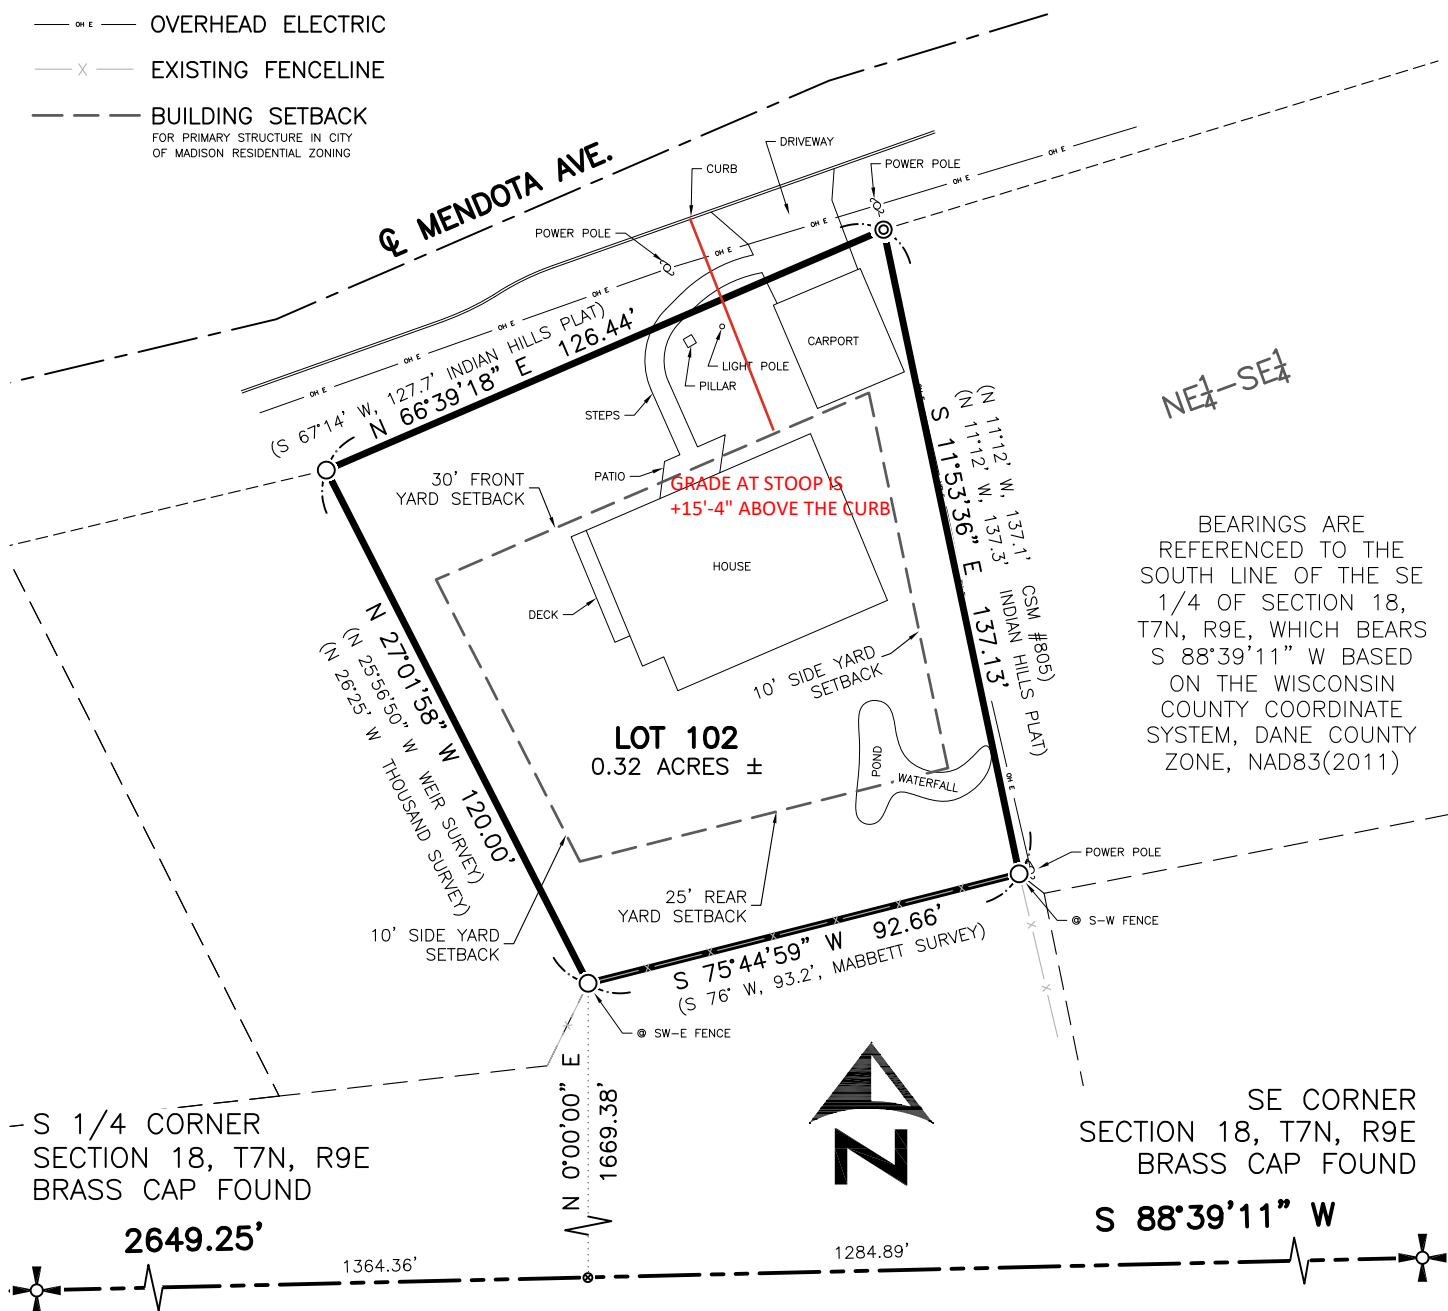 OH E OVERHEAD ELECTRIC
X EXISTING FENCELINE
BUILDING SETBACK
FOR PRIMARY STRUCTURE IN CITY
OF MADISON RESIDENTIAL ZONING
℄ MENDOTA AVE.
CURB
DRIVEWAY
POWER POLE
POWER POLE
OH E
OH E
OH E
OH E
OH E
OH E
OH E
OH E
(S 67°14' W, 127.7' INDIAN HILLS PLAT)
N 66°39'18" E 126.44'
CARPORT
LIGHT POLE
PILLAR
STEPS
PATIO
30' FRONT
YARD SETBACK
GRADE AT STOOP IS
+15'-4" ABOVE THE CURB
HOUSE
DECK
10' SIDE YARD
SETBACK
S 11°53'36" E 137.13'
(N 11°12' W, 137.1' CSM #805)
(N 11°12' W, 137.3' INDIAN HILLS PLAT)
NE¼-SE¼
BEARINGS ARE
REFERENCED TO THE
SOUTH LINE OF THE SE
1/4 OF SECTION 18,
T7N, R9E, WHICH BEARS
S 88°39'11" W BASED
ON THE WISCONSIN
COUNTY COORDINATE
SYSTEM, DANE COUNTY
ZONE, NAD83(2011)
N 27°01'58" W 120.00'
(N 25°56'50" W WEIR SURVEY)
(N 26°25' W THOUSAND SURVEY)
LOT 102
0.32 ACRES ±
POND
WATERFALL
OH E
POWER POLE
@ S-W FENCE
25' REAR
YARD SETBACK
10' SIDE YARD
SETBACK
S 75°44'59" W 92.66'
(S 76° W, 93.2', MABBETT SURVEY)
@ SW-E FENCE
N 0°00'00" E
1669.38'
N
S 1/4 CORNER
SECTION 18, T7N, R9E
BRASS CAP FOUND
SE CORNER
SECTION 18, T7N, R9E
BRASS CAP FOUND
2649.25'
S 88°39'11" W
1364.36'
1284.89'